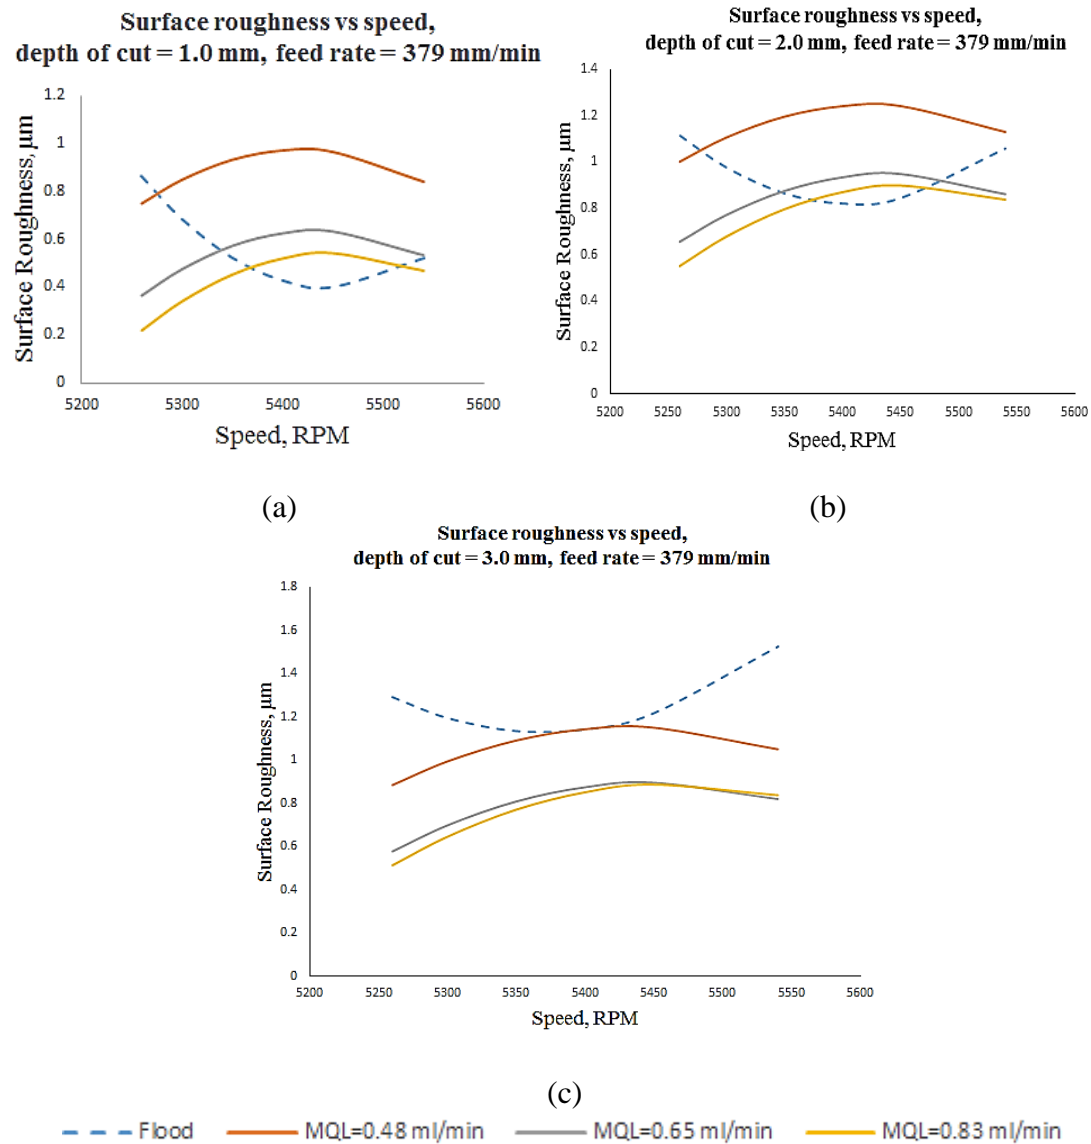 Surface roughness vs speed,
depth of cut = 1.0 mm, feed rate = 379 mm/min
Surface Roughness, μm
1.2
1
0.8
0.6
0.4
0.2
0
5200 5300 5400 5500 5600
Speed, RPM
(a)
Surface roughness vs speed,
depth of cut = 2.0 mm, feed rate = 379 mm/min
Surface Roughness, μm
1.4
1.2
1
0.8
0.6
0.4
0.2
0
5200 5250 5300 5350 5400 5450 5500 5550 5600
Speed, RPM
(b)
Surface roughness vs speed,
depth of cut = 3.0 mm, feed rate = 379 mm/min
Surface Roughness, μm
1.8
1.6
1.4
1.2
1
0.8
0.6
0.4
0.2
0
5200 5250 5300 5350 5400 5450 5500 5550 5600
Speed, RPM
(c)
Flood MQL=0.48 ml/min MQL=0.65 ml/min MQL=0.83 ml/min